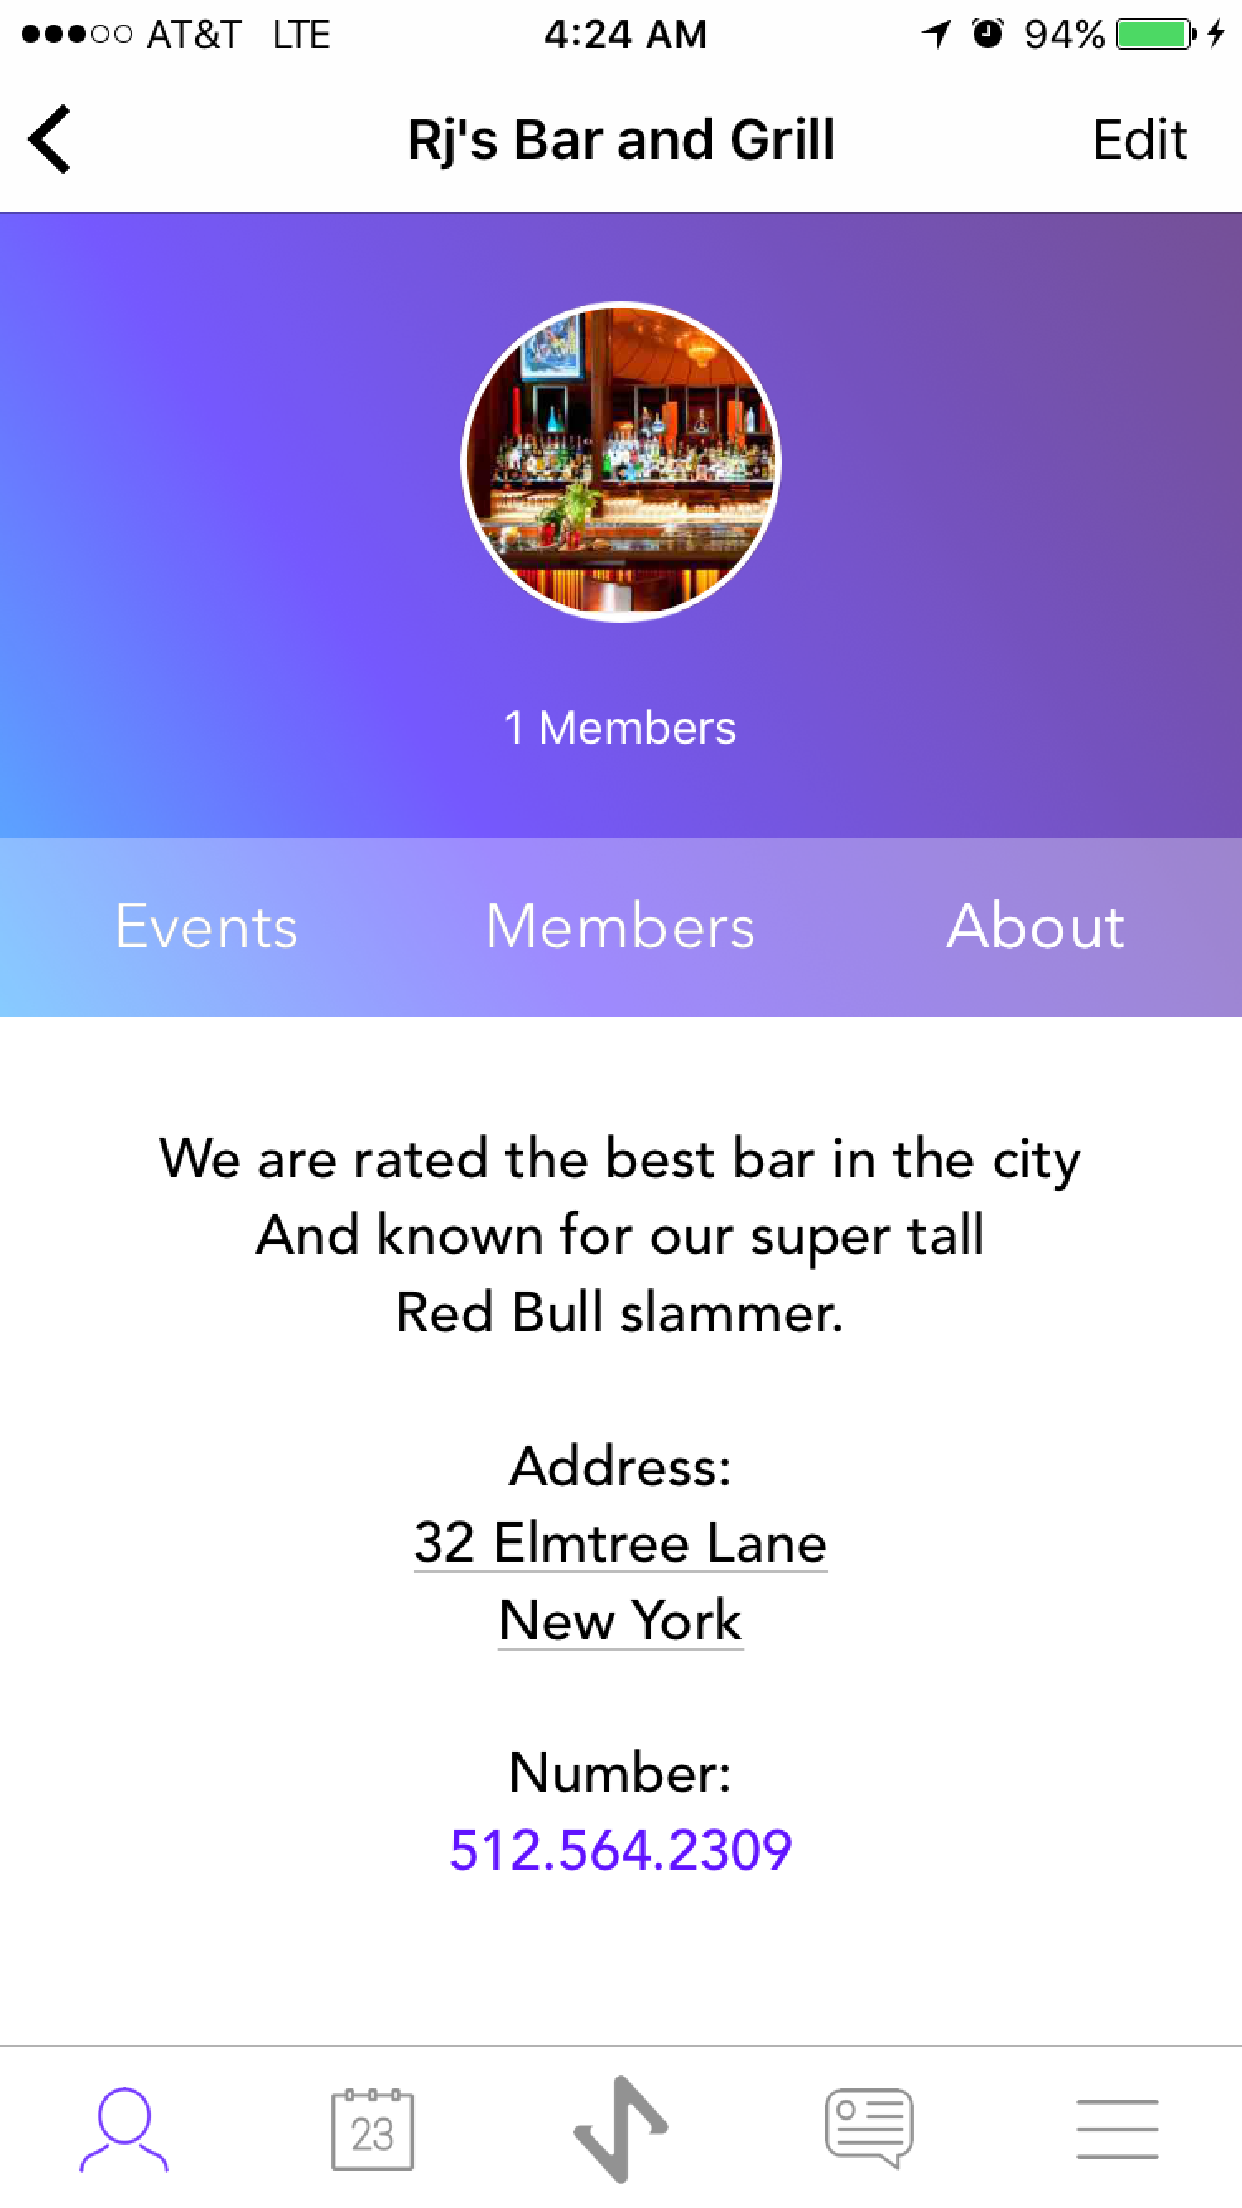 AT&T LTE 4:24 AM 94%
Rj's Bar and Grill Edit
1 Members
Events Members About
We are rated the best bar in the city
And known for our super tall
Red Bull slammer.
Address:
32 Elmtree Lane
New York
Number:
512.564.2309
23